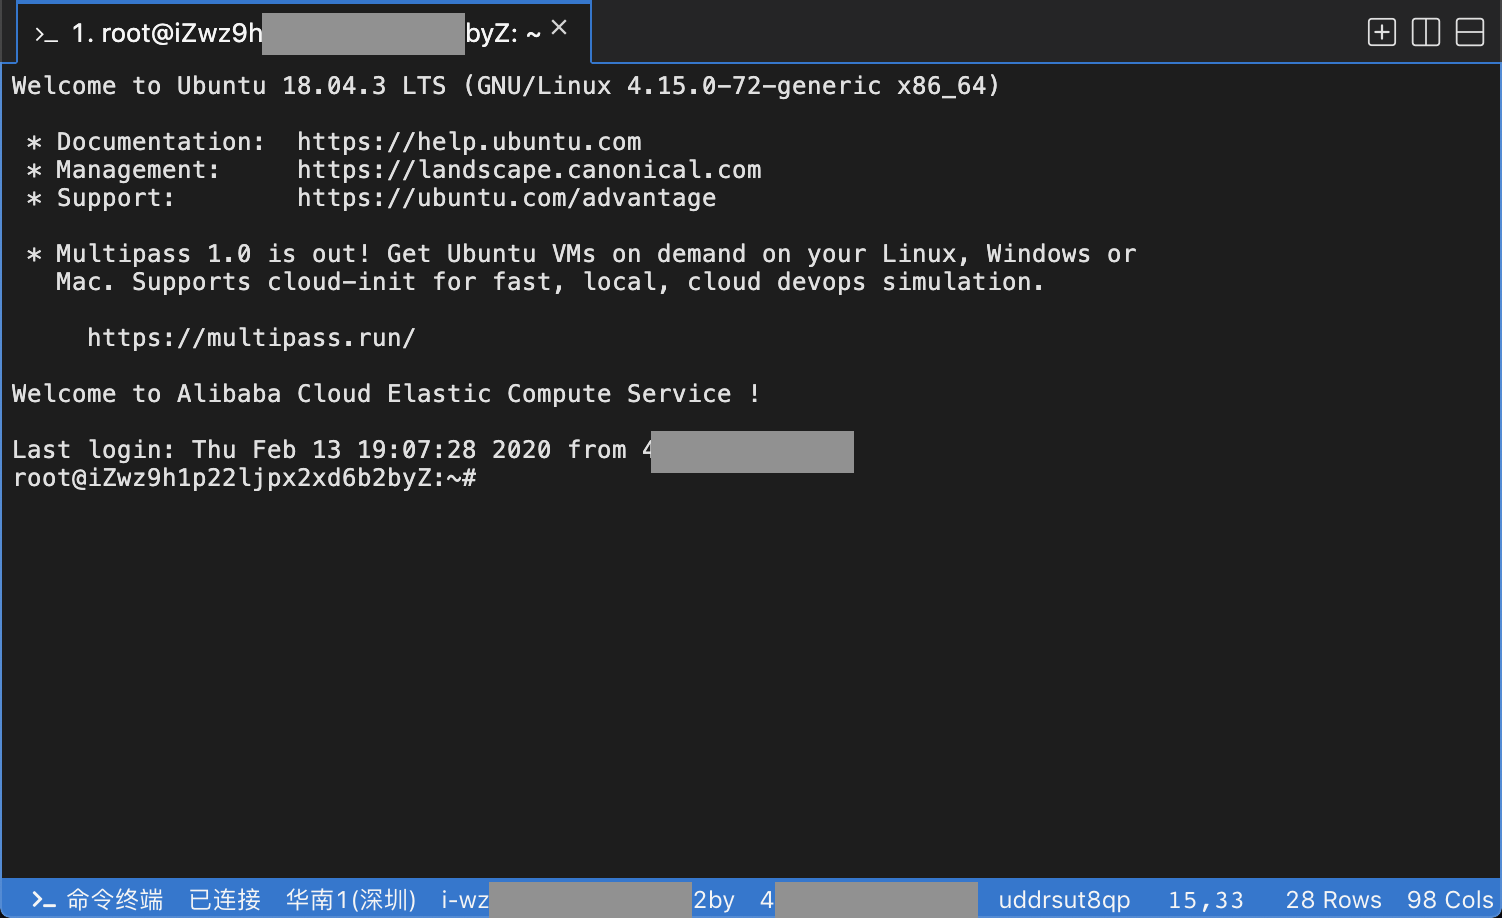 1. root@iZwz9h byZ: ~
Welcome to Ubuntu 18.04.3 LTS (GNU/Linux 4.15.0-72-generic x86_64)
* Documentation:  https://help.ubuntu.com
* Management:     https://landscape.canonical.com
* Support:        https://ubuntu.com/advantage
* Multipass 1.0 is out! Get Ubuntu VMs on demand on your Linux, Windows or
Mac. Supports cloud-init for fast, local, cloud devops simulation.
https://multipass.run/
Welcome to Alibaba Cloud Elastic Compute Service !
Last login: Thu Feb 13 19:07:28 2020 from 4
root@iZwz9h1p22ljpx2xd6b2byZ:~#
命令终端 已连接 华南1(深圳) i-wz 2by 4 uddrsut8qp 15,33 28 Rows 98 Cols